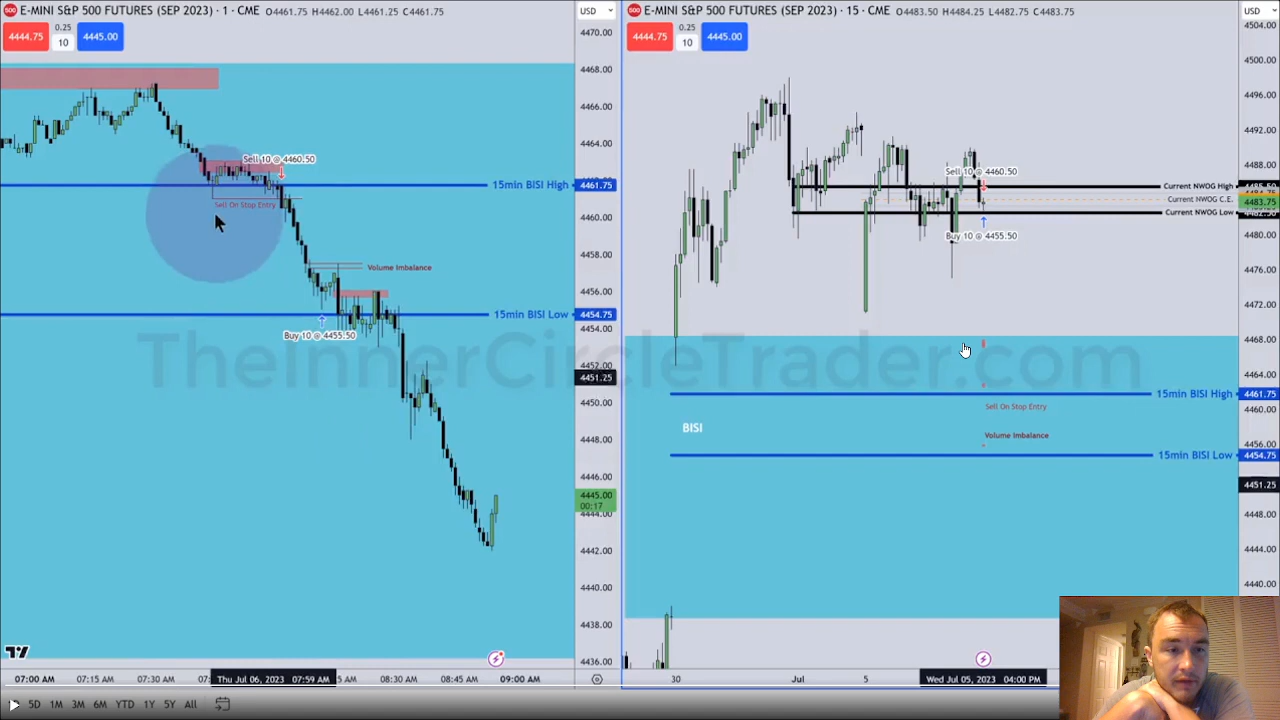 E-MINI S&P 500 FUTURES (SEP 2023) · 1 · CME O4461.75 H4462.00 L4461.25 C4461.75
4444.75 0.25 10 4445.00
USD
4470.00
4468.00
4466.00
4464.00
4461.75
4460.00
4458.00
4456.00
4454.75
4454.00
4452.00
4451.25
4450.00
4448.00
4446.00
4445.00
00:17
4444.00
4442.00
4440.00
4438.00
4436.00
Sell 10 @ 4460.50
15min BISI High
Sell On Stop Entry
Volume Imbalance
15min BISI Low
Buy 10 @ 4455.50
07:00 AM 07:15 AM 07:30 AM Thu Jul 06, 2023 07:59 AM 5 AM 08:30 AM 08:45 AM 09:00 AM
5D 1M 3M 6M YTD 1Y 5Y All
TheInnerCircleTrader.com
E-MINI S&P 500 FUTURES (SEP 2023) · 15 · CME O4483.50 H4484.25 L4482.75 C4483.75
4444.75 0.25 10 4445.00
USD
4504.00
4500.00
4496.00
4492.00
4488.00
4483.75
4480.00
4476.00
4472.00
4468.00
4464.00
4461.75
4460.00
4456.00
4454.75
4451.25
4448.00
4444.00
4440.00
Sell 10 @ 4460.50
Current NWOG High
Current NWOG C.E.
Current NWOG Low
Buy 10 @ 4455.50
15min BISI High
Sell On Stop Entry
BISI
Volume Imbalance
15min BISI Low
30 Jul 5 Wed Jul 05, 2023 04:00 PM